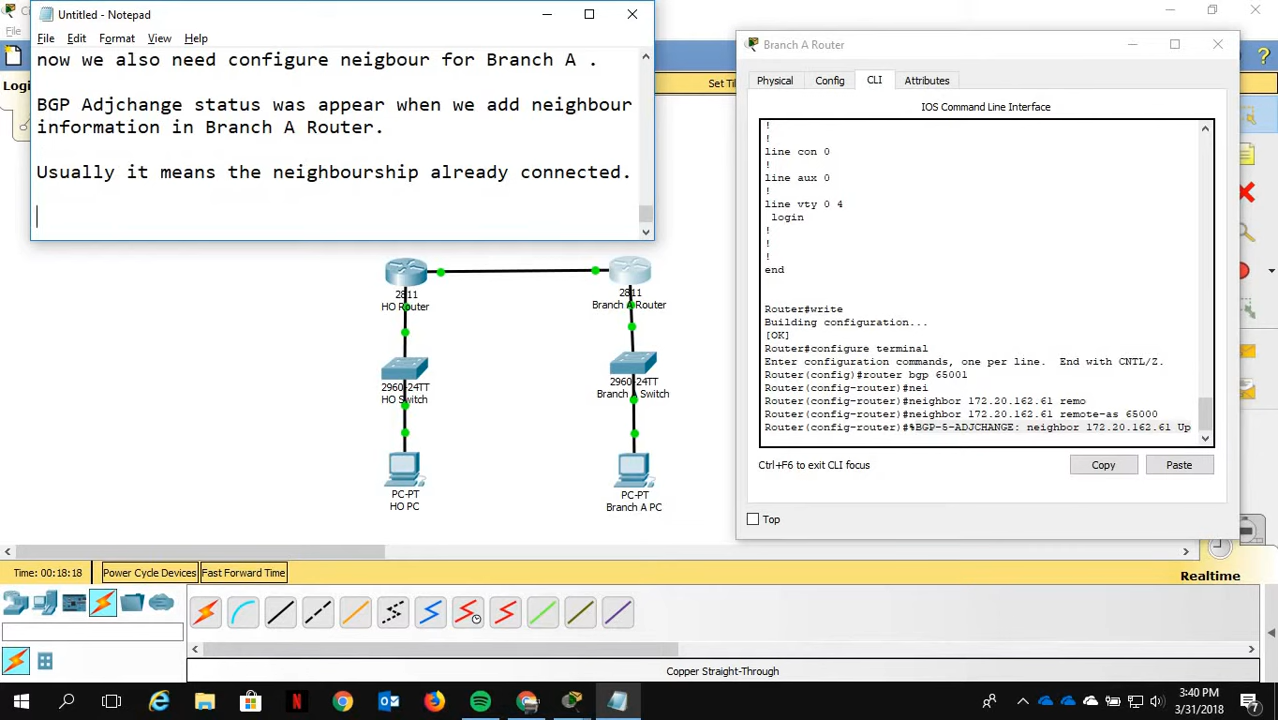 Untitled - Notepad
File Edit Format View Help
now we also need configure neigbour for Branch A .
BGP Adjchange status was appear when we add neighbour
information in Branch A Router.
Usually it means the neighbourship already connected.
Ci
File
Logi
Set Til
Branch A Router
Physical Config CLI Attributes
IOS Command Line Interface
!
!
line con 0
!
line aux 0
!
line vty 0 4
login
!
!
!
end
Router#write
Building configuration...
[OK]
Router#configure terminal
Enter configuration commands, one per line. End with CNTL/Z.
Router(config)#router bgp 65001
Router(config-router)#nei
Router(config-router)#neighbor 172.20.162.61 remo
Router(config-router)#neighbor 172.20.162.61 remote-as 65000
Router(config-router)#%BGP-5-ADJCHANGE: neighbor 172.20.162.61 Up
Ctrl+F6 to exit CLI focus
Copy Paste
Top
2811
HO Router
2811
Branch A Router
2960-24TT
HO Switch
2960-24TT
Branch A Switch
PC-PT
HO PC
PC-PT
Branch A PC
Time: 00:18:18 Power Cycle Devices Fast Forward Time
Realtime
Copper Straight-Through
3:40 PM
3/31/2018
7